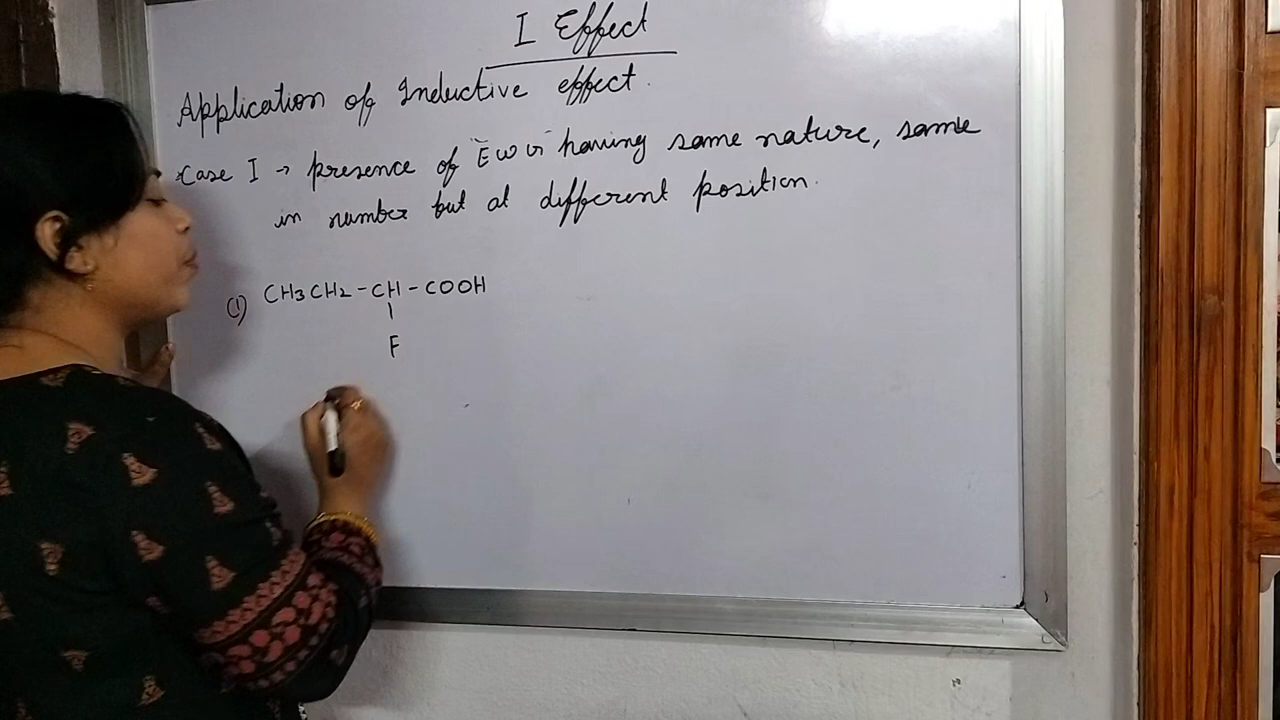 I Effect
Application of Inductive effect.
Case I → presence of "EWG" having same nature, same
in number but at different position.
(1) CH3CH2-CH-COOH
|
F